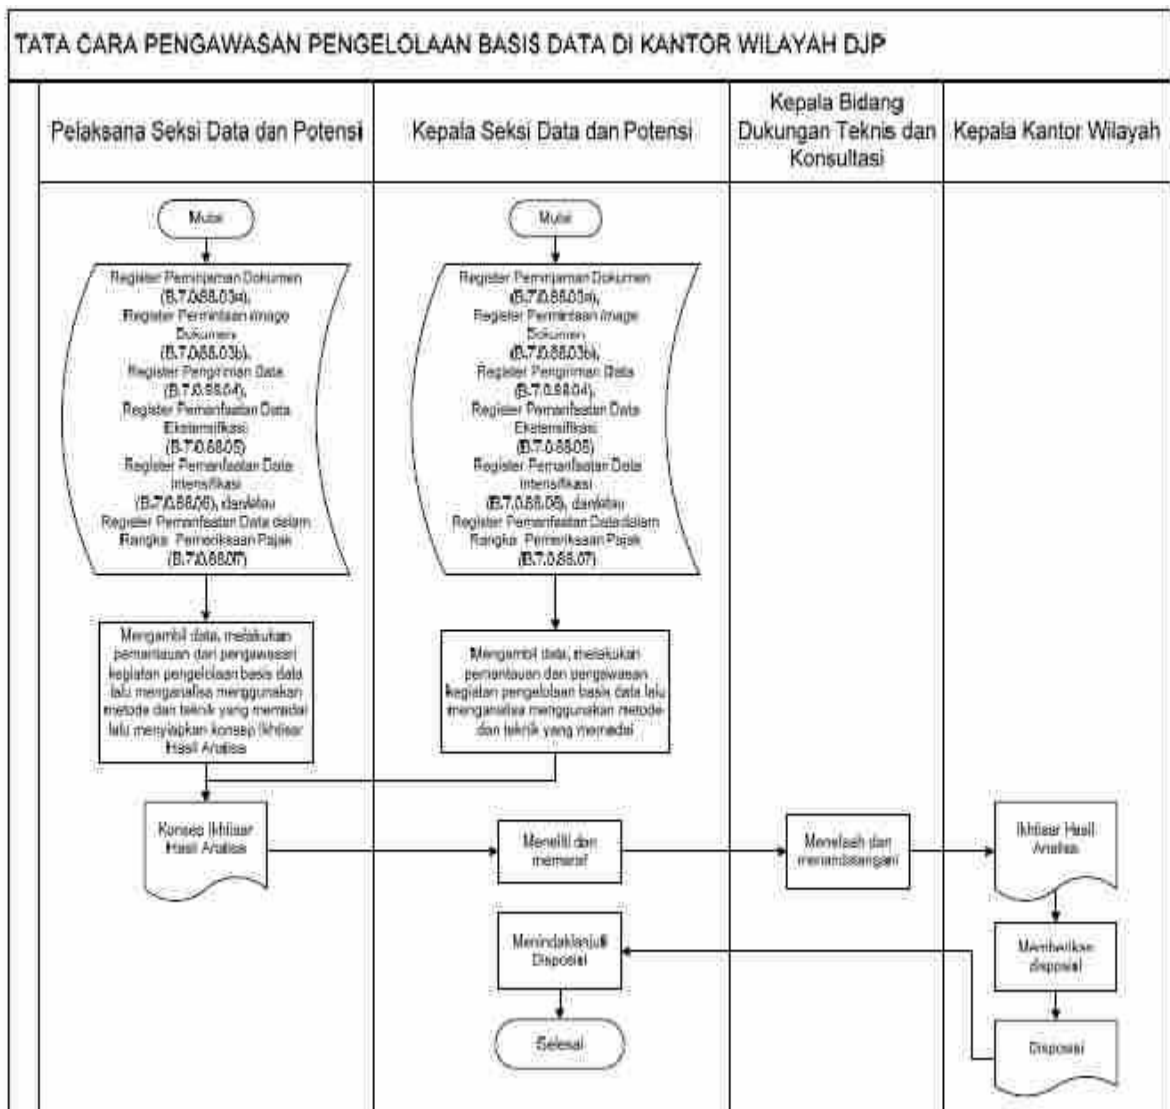 TATA CARA PENGAWASAN PENGELOLAAN BASIS DATA DI KANTOR WILAYAH DJP
Pelaksana Seksi Data dan Potensi
Kepala Seksi Data dan Potensi
Kepala Bidang
Dukungan Teknis dan
Konsultasi
Kepala Kantor Wilayah
Mulai
Register Peminjaman Dokumen
(B.7.0.88.03a),
Register Permintaan Image
Dokumen
(B.7.0.88.03b),
Register Pengiriman Data
(B.7.0.88.04),
Register Pemanfaatan Data
Ekstensifikasi
(B.7.0.88.05)
Register Pemanfaatan Data
Intensifikasi
(B.7.0.88.06), dan/atau
Register Pemanfaatan Data dalam
Rangka Pemeriksaan Pajak
(B.7.0.88.07)
Mengambil data, melakukan
pemantauan dan pengawasan
kegiatan pengelolaan basis data
lalu menganalisa menggunakan
metode dan teknik yang memadai
lalu menyiapkan konsep Ikhtisar
Hasil Analisa
Mulai
Register Peminjaman Dokumen
(B.7.0.88.03a),
Register Permintaan Image
Dokumen
(B.7.0.88.03b),
Register Pengiriman Data
(B.7.0.88.04),
Register Pemanfaatan Data
Ekstensifikasi
(B.7.0.88.05)
Register Pemanfaatan Data
Intensifikasi
(B.7.0.88.06), dan/atau
Register Pemanfaatan Data dalam
Rangka Pemeriksaan Pajak
(B.7.0.88.07)
Mengambil data, melakukan
pemantauan dan pengawasan
kegiatan pengelolaan basis data lalu
menganalisa menggunakan metode
dan teknik yang memadai
Konsep Ikhtisar
Hasil Analisa
Meneliti dan
memaraf
Menelaah dan
menandatangani
Ikhtisar Hasil
Analisa
Memberikan
disposisi
Disposisi
Menindaklanjuti
Disposisi
Selesai